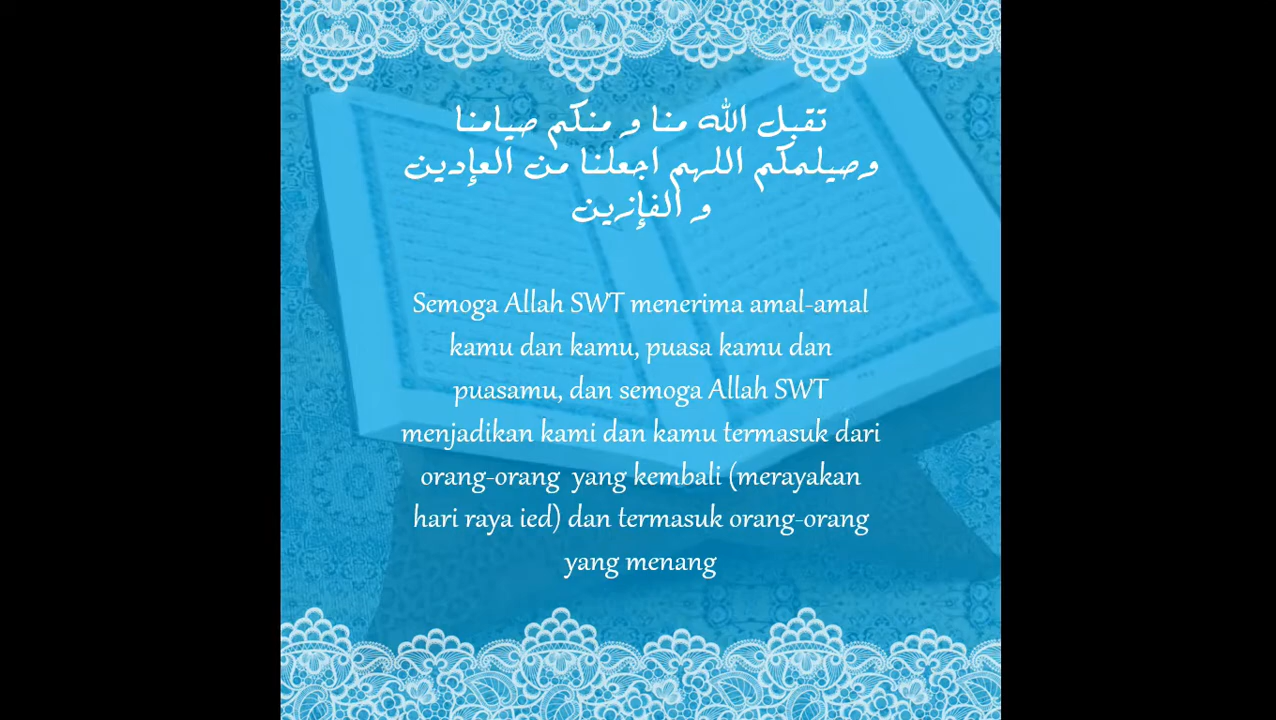 تقبل الله منا و منكم صيامنا
وصيلمكم اللهم اجعلنا من العإدين
و الفإزين
Semoga Allah SWT menerima amal-amal
kamu dan kamu, puasa kamu dan
puasamu, dan semoga Allah SWT
menjadikan kami dan kamu termasuk dari
orang-orang yang kembali (merayakan
hari raya ied) dan termasuk orang-orang
yang menang